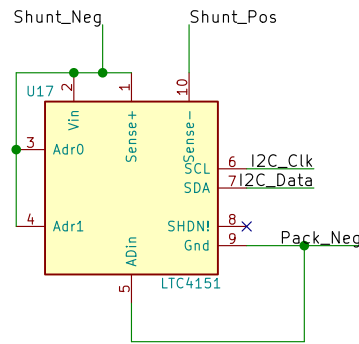 Shunt_Neg
Shunt_Pos
U17
2
1
10
Vin
Sense+
Sense-
3
Adr0
SCL
6
I2C_Clk
SDA
7
I2C_Data
4
Adr1
SHDN!
8
Gnd
9
Pack_Neg
ADin
5
LTC4151